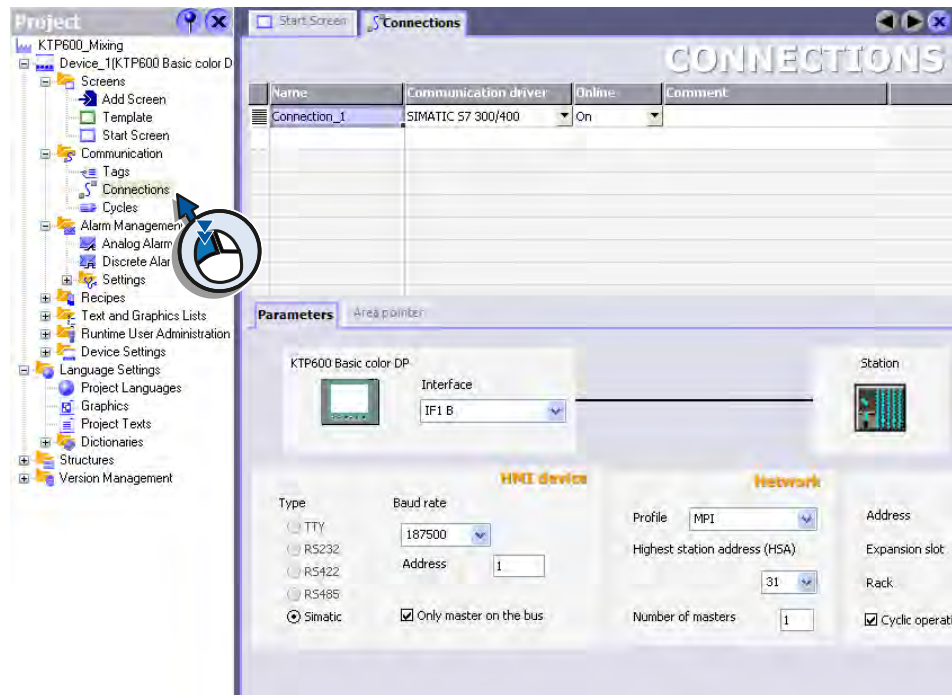 Project
KTP600_Mixing
Device_1(KTP600 Basic color D
Screens
Add Screen
Template
Start Screen
Communication
Tags
Connections
Cycles
Alarm Managemen
Analog Alarm
Discrete Alar
Settings
Recipes
Text and Graphics Lists
Runtime User Administration
Device Settings
Language Settings
Project Languages
Graphics
Project Texts
Dictionaries
Structures
Version Management
Start Screen Connections
CONNECTIONS
Name Communication driver Online Comment
Connection_1 SIMATIC S7 300/400 On
Parameters Area pointer
KTP600 Basic color DP Station
Interface
IF1 B
HMI device Network
Type Baud rate
TTY 187500 Profile MPI Address
RS232 Highest station address (HSA) Expansion slot
RS422 Address 1
RS485 31 Rack
Simatic Only master on the bus Number of masters 1 Cyclic operati